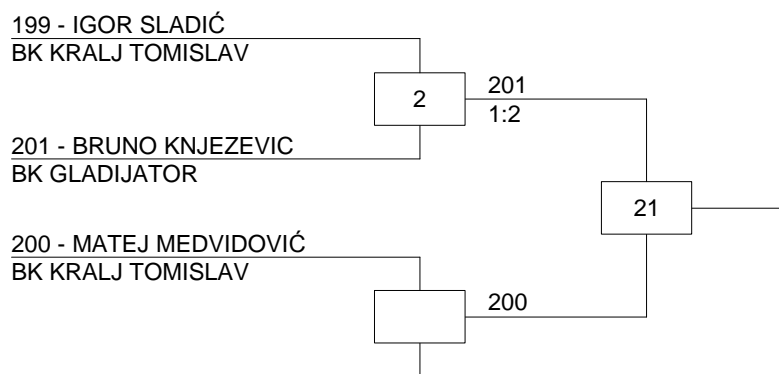 199 - IGOR SLADIĆ
BK KRALJ TOMISLAV
2
201
1:2
201 - BRUNO KNJEZEVIC
BK GLADIJATOR
21
200 - MATEJ MEDVIDOVIĆ
BK KRALJ TOMISLAV
200